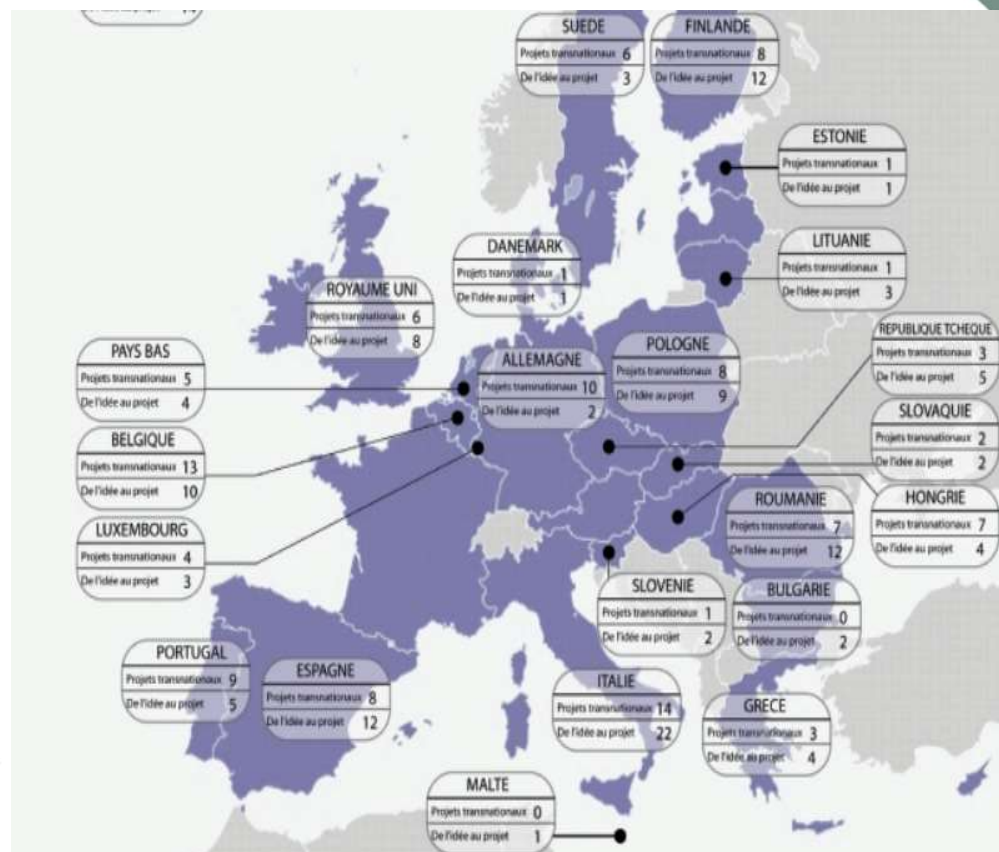 SUEDE
Projets transnationaux 6
De l'idée au projet 3
FINLANDE
Projets transnationaux 8
De l'idée au projet 12
ESTONIE
Projets transnationaux 1
De l'idée au projet 1
DANEMARK
Projets transnationaux 1
De l'idée au projet 1
LITUANIE
Projets transnationaux 1
De l'idée au projet 3
ROYAUME UNI
Projets transnationaux 6
De l'idée au projet 8
REPUBLIQUE TCHEQUE
Projets transnationaux 3
De l'idée au projet 5
PAYS BAS
Projets transnationaux 5
De l'idée au projet 4
ALLEMAGNE
Projets transnationaux 10
De l'idée au projet 2
POLOGNE
Projets transnationaux 8
De l'idée au projet 9
SLOVAQUIE
Projets transnationaux 2
De l'idée au projet 2
BELGIQUE
Projets transnationaux 13
De l'idée au projet 10
ROUMANIE
Projets transnationaux 7
De l'idée au projet 12
HONGRIE
Projets transnationaux 7
De l'idée au projet 4
LUXEMBOURG
Projets transnationaux 4
De l'idée au projet 3
SLOVENIE
Projets transnationaux 1
De l'idée au projet 2
BULGARIE
Projets transnationaux 0
De l'idée au projet 2
PORTUGAL
Projets transnationaux 9
De l'idée au projet 5
ESPAGNE
Projets transnationaux 8
De l'idée au projet 12
ITALIE
Projets transnationaux 14
De l'idée au projet 22
GRECE
Projets transnationaux 3
De l'idée au projet 4
MALTE
Projets transnationaux 0
De l'idée au projet 1